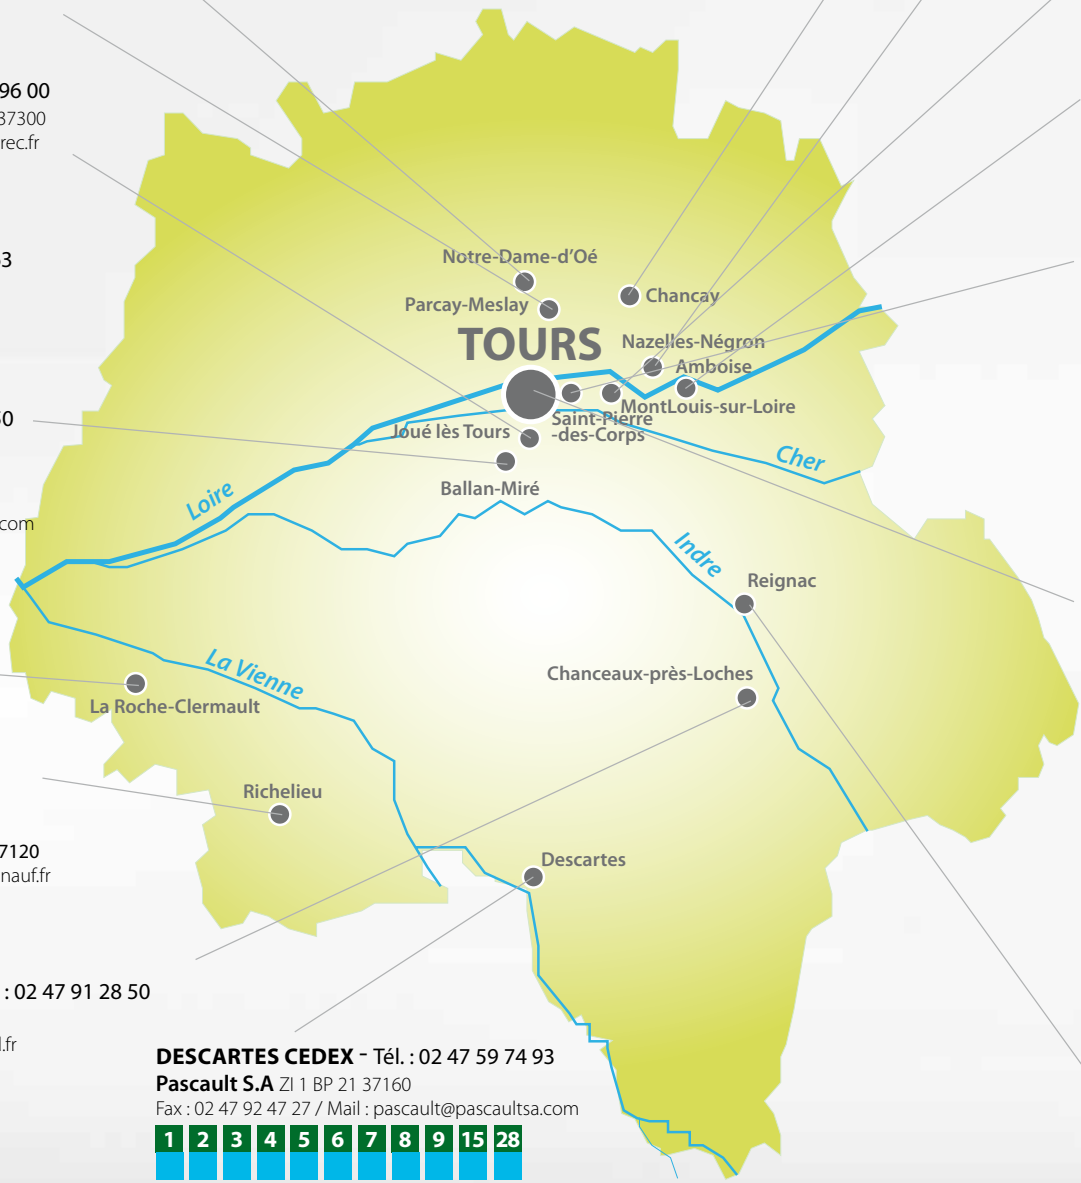 96 00
37300
rec.fr
53
50
com
7120
nauf.fr
: 02 47 91 28 50
l.fr
Notre-Dame-d'Oé
Parcay-Meslay
Chancay
TOURS
Nazelles-Négron
Amboise
MontLouis-sur-Loire
Saint-Pierre
-des-Corps
Joué lès Tours
Ballan-Miré
Cher
Loire
Indre
Reignac
La Vienne
Chanceaux-près-Loches
La Roche-Clermault
Richelieu
Descartes
DESCARTES CEDEX - Tél. : 02 47 59 74 93
Pascault S.A ZI 1 BP 21 37160
Fax : 02 47 92 47 27 / Mail : pascault@pascaultsa.com
1 2 3 4 5 6 7 8 9 15 28